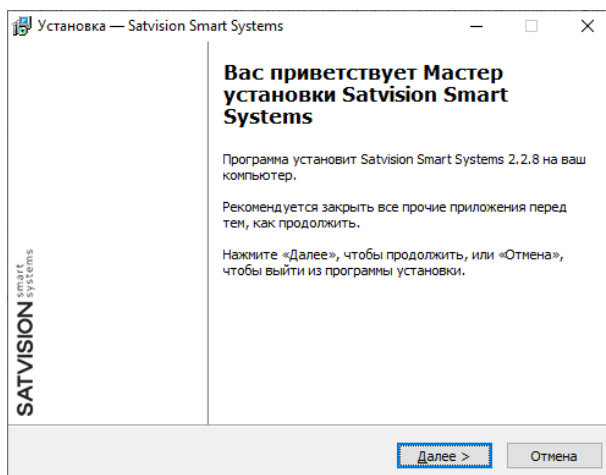 Установка — Satvision Smart Systems
Вас приветствует Мастер
установки Satvision Smart
Systems
Программа установит Satvision Smart Systems 2.2.8 на ваш
компьютер.
Рекомендуется закрыть все прочие приложения перед
тем, как продолжить.
Нажмите «Далее», чтобы продолжить, или «Отмена»,
чтобы выйти из программы установки.
SATVISION smart
systems
Далее >
Отмена